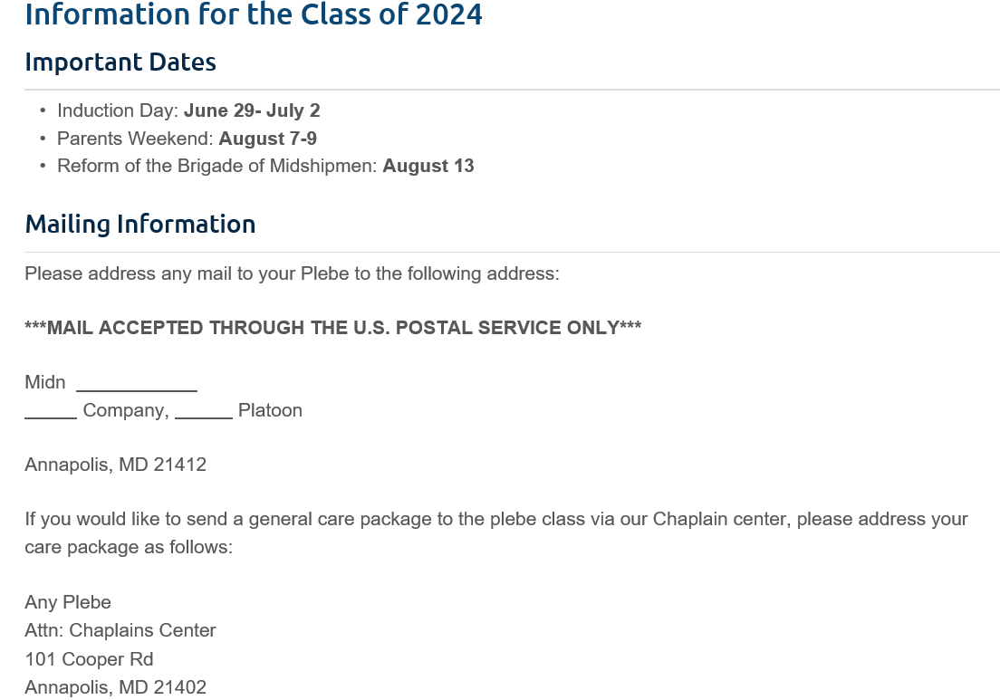 Information for the Class of 2024
Important Dates
• Induction Day: June 29- July 2
• Parents Weekend: August 7-9
• Reform of the Brigade of Midshipmen: August 13
Mailing Information
Please address any mail to your Plebe to the following address:
***MAIL ACCEPTED THROUGH THE U.S. POSTAL SERVICE ONLY***
Midn ____________
_____ Company, ______ Platoon
Annapolis, MD 21412
If you would like to send a general care package to the plebe class via our Chaplain center, please address your
care package as follows:
Any Plebe
Attn: Chaplains Center
101 Cooper Rd
Annapolis, MD 21402